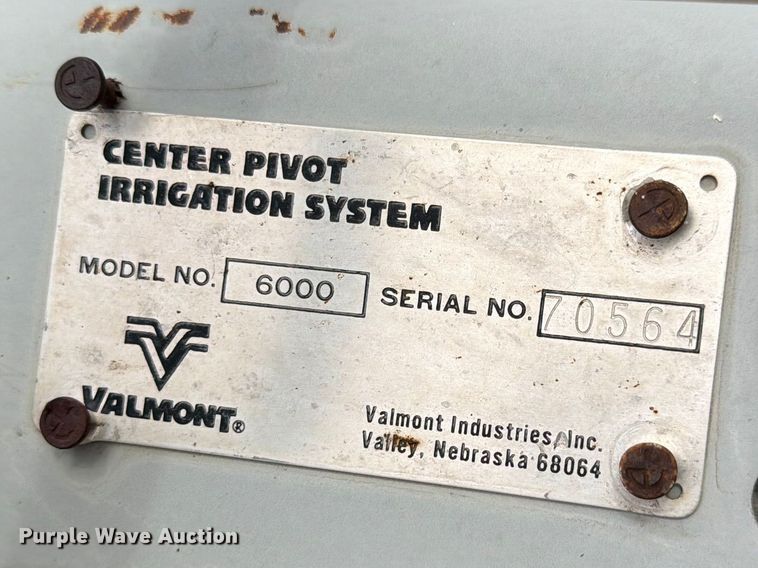 CENTER PIVOT
IRRIGATION SYSTEM
MODEL NO. 6000 SERIAL NO. 70564
VALMONT®
Valmont Industries, Inc.
Valley, Nebraska 68064
Purple Wave Auction